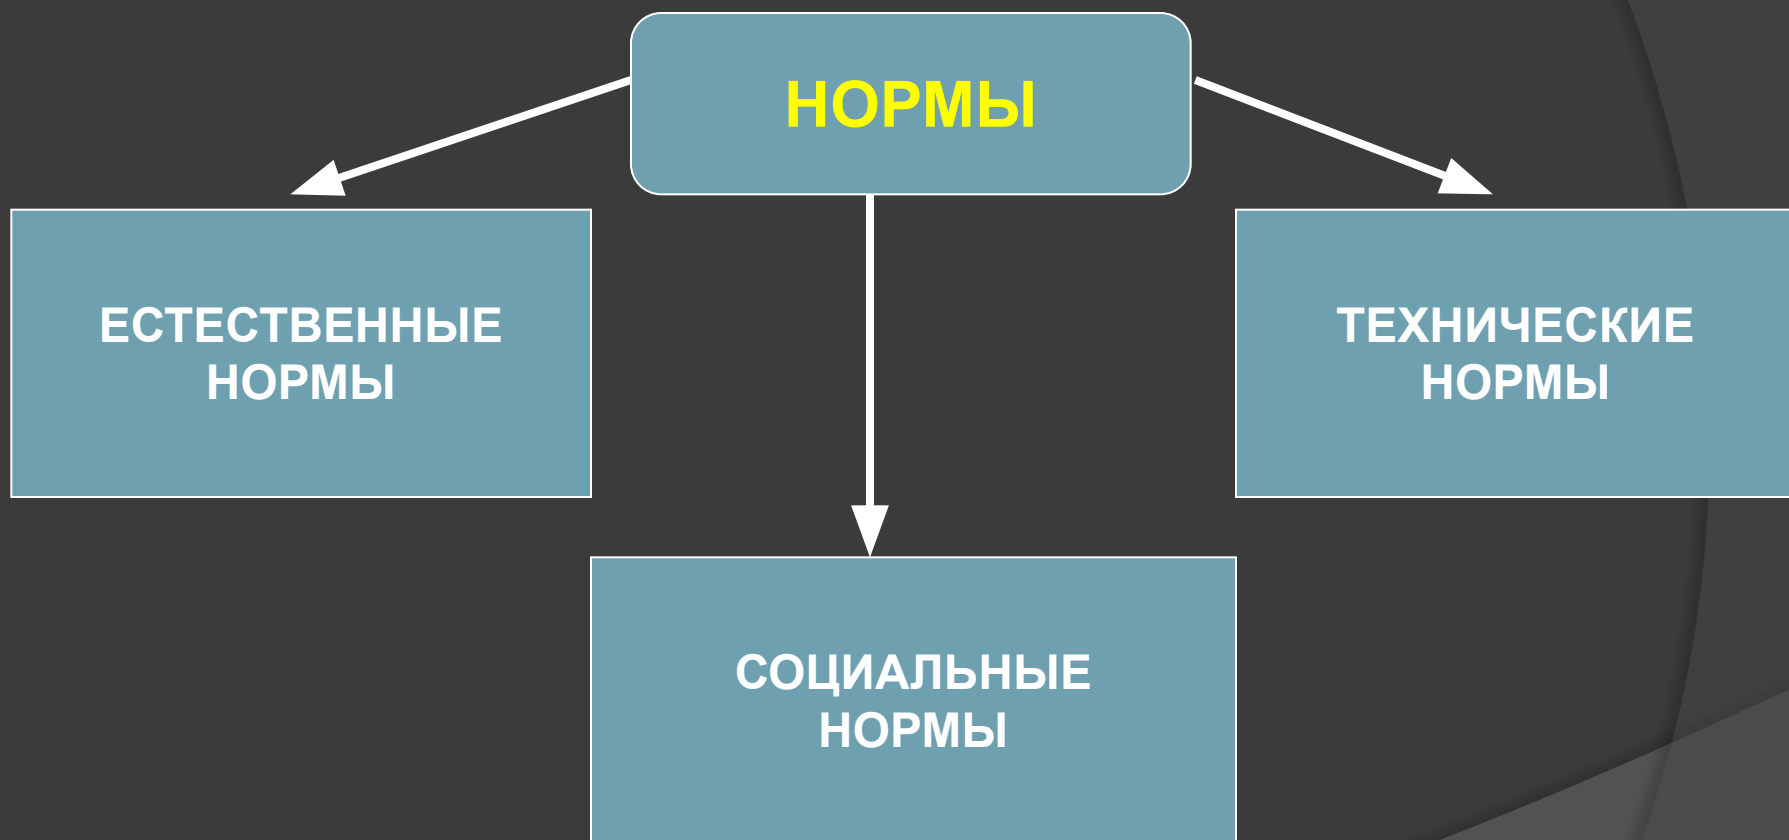 НОРМЫ
ЕСТЕСТВЕННЫЕ
НОРМЫ
ТЕХНИЧЕСКИЕ
НОРМЫ
СОЦИАЛЬНЫЕ
НОРМЫ